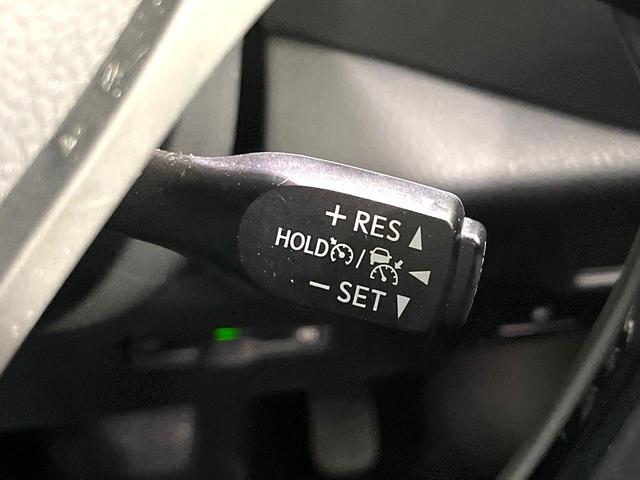 + RES ▲
HOLD / ◀
− SET ▼